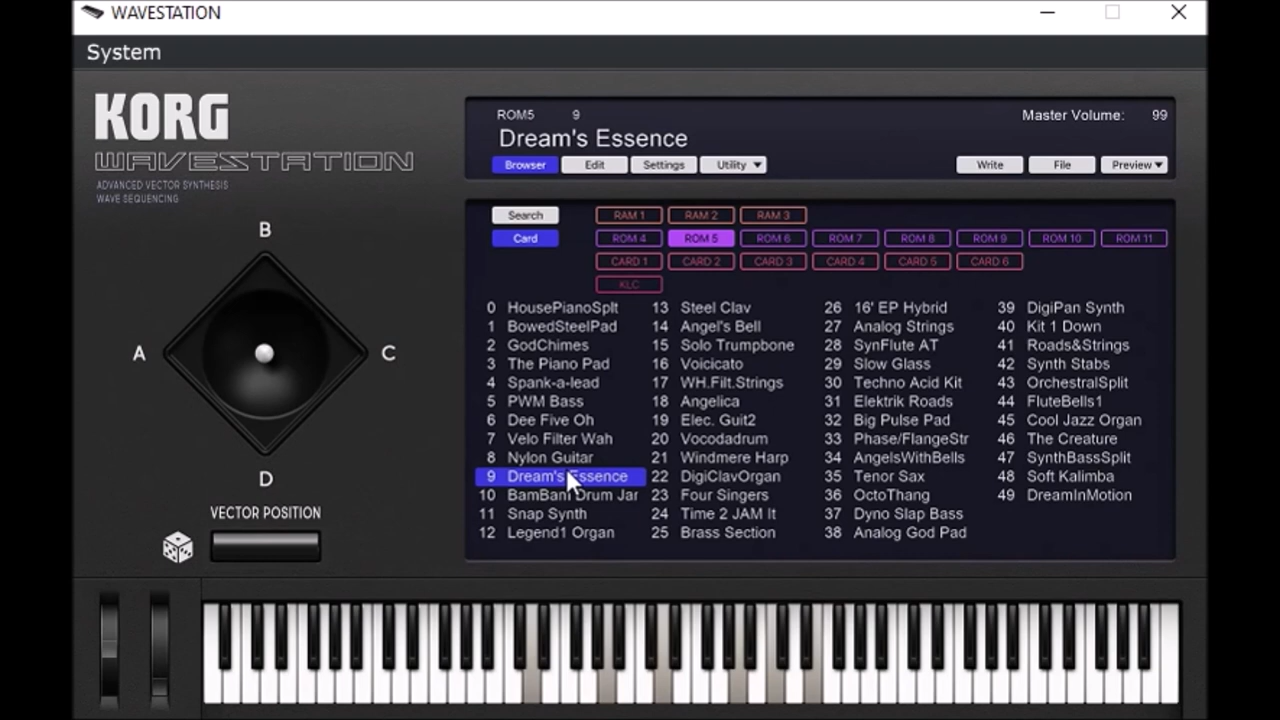 WAVESTATION
System
KORG
WAVESTATION
ADVANCED VECTOR SYNTHESIS
WAVE SEQUENCING
ROM5 9 Master Volume: 99
Dream's Essence
Browser Edit Settings Utility Write File Preview
Search RAM 1 RAM 2 RAM 3
Card ROM 4 ROM 5 ROM 6 ROM 7 ROM 8 ROM 9 ROM 10 ROM 11
CARD 1 CARD 2 CARD 3 CARD 4 CARD 5 CARD 6
KLC
0 HousePianoSplt 13 Steel Clav 26 16' EP Hybrid 39 DigiPan Synth
1 BowedSteelPad 14 Angel's Bell 27 Analog Strings 40 Kit 1 Down
2 GodChimes 15 Solo Trumpbone 28 SynFlute AT 41 Roads&Strings
3 The Piano Pad 16 Voicicato 29 Slow Glass 42 Synth Stabs
4 Spank-a-lead 17 WH.Filt.Strings 30 Techno Acid Kit 43 OrchestralSplit
5 PWM Bass 18 Angelica 31 Elektrik Roads 44 FluteBells1
6 Dee Five Oh 19 Elec. Guit2 32 Big Pulse Pad 45 Cool Jazz Organ
7 Velo Filter Wah 20 Vocodadrum 33 Phase/FlangeStr 46 The Creature
8 Nylon Guitar 21 Windmere Harp 34 AngelsWithBells 47 SynthBassSplit
9 Dream's Essence 22 DigiClavOrgan 35 Tenor Sax 48 Soft Kalimba
10 BamBam Drum Jar 23 Four Singers 36 OctoThang 49 DreamInMotion
11 Snap Synth 24 Time 2 JAM It 37 Dyno Slap Bass
12 Legend1 Organ 25 Brass Section 38 Analog God Pad
B
A C
D
VECTOR POSITION